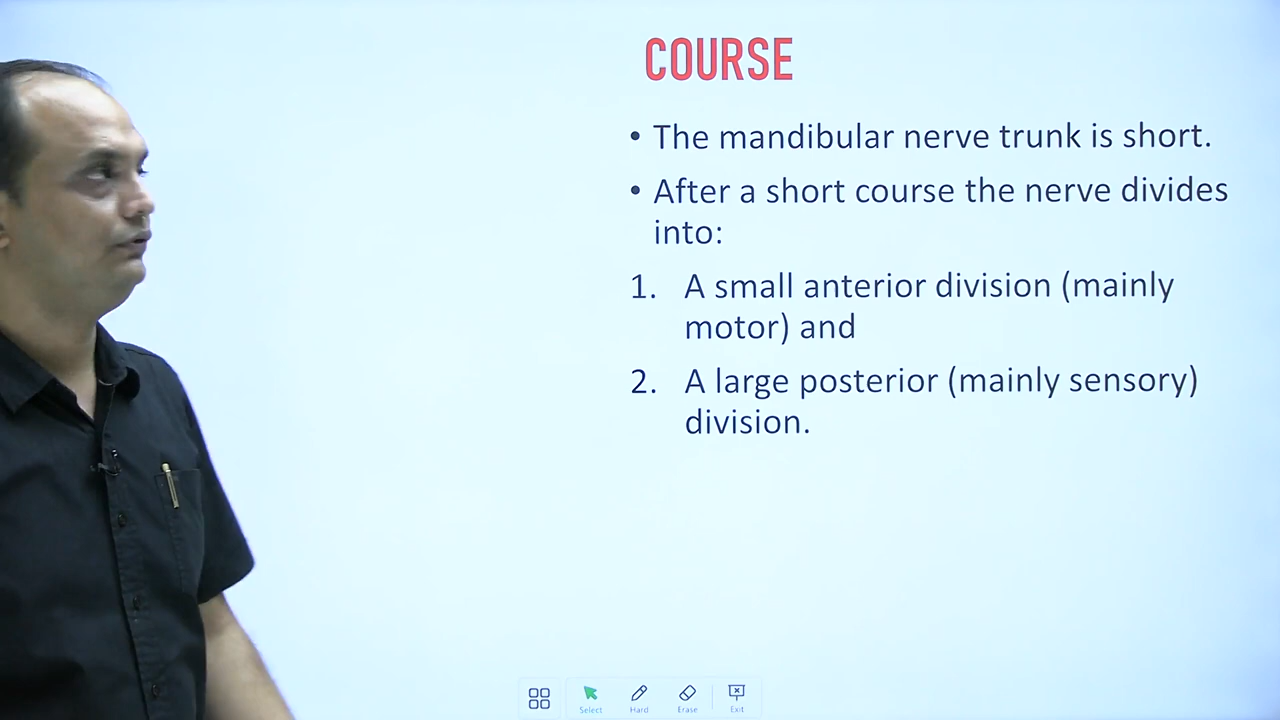 COURSE
• The mandibular nerve trunk is short.
• After a short course the nerve divides
into:
1. A small anterior division (mainly
motor) and
2. A large posterior (mainly sensory)
division.
Select Hard Erase Exit